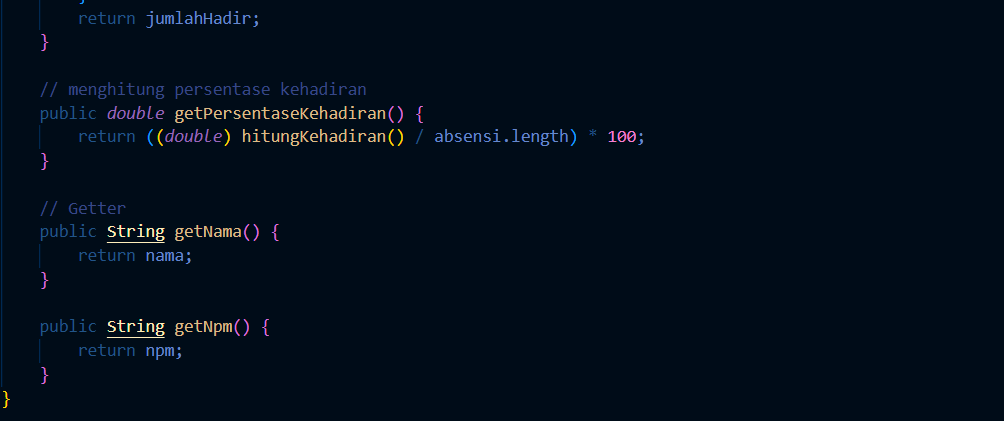 }
return jumlahHadir;
}
// menghitung persentase kehadiran
public double getPersentaseKehadiran() {
return ((double) hitungKehadiran() / absensi.length) * 100;
}
// Getter
public String getNama() {
return nama;
}
public String getNpm() {
return npm;
}
}